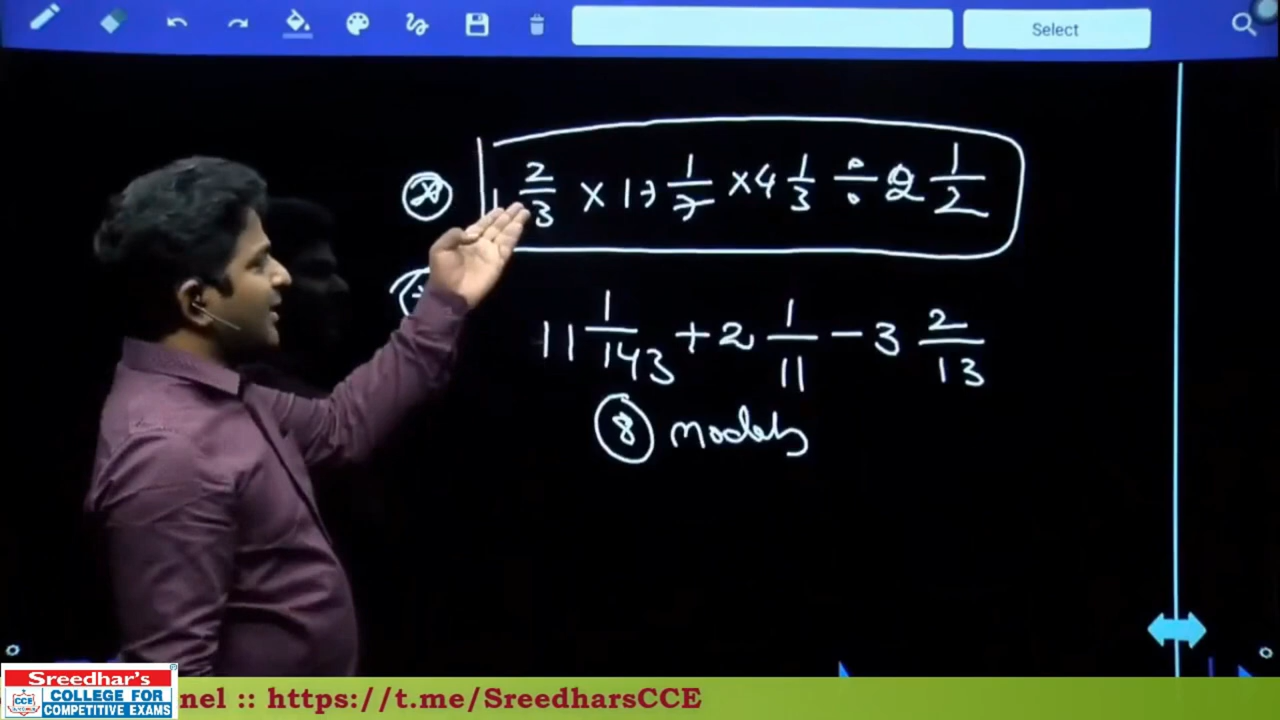 Select
2/3 × 17 1/7 × 4 1/3 ÷ 2 1/2
11 1/143 + 2 1/11 - 3 2/13
8 models
Sreedhar's
CCE
COLLEGE FOR
COMPETITIVE EXAMS
nel :: https://t.me/SreedharsCCE